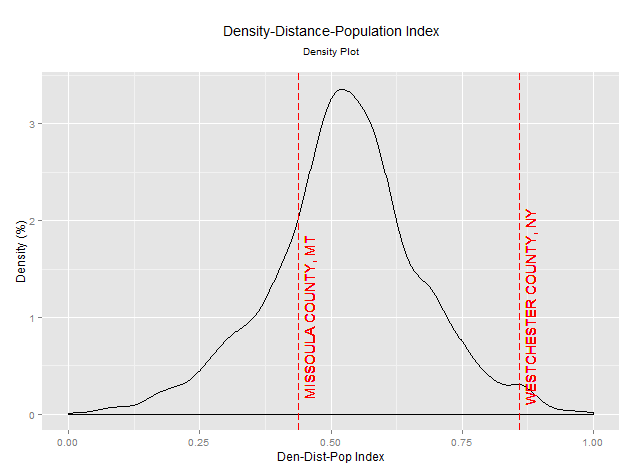 Density-Distance-Population Index
Density Plot
Density (%)
3
2
1
0
MISSOULA COUNTY, MT
WESTCHESTER COUNTY, NY
0.00 0.25 0.50 0.75 1.00
Den-Dist-Pop Index